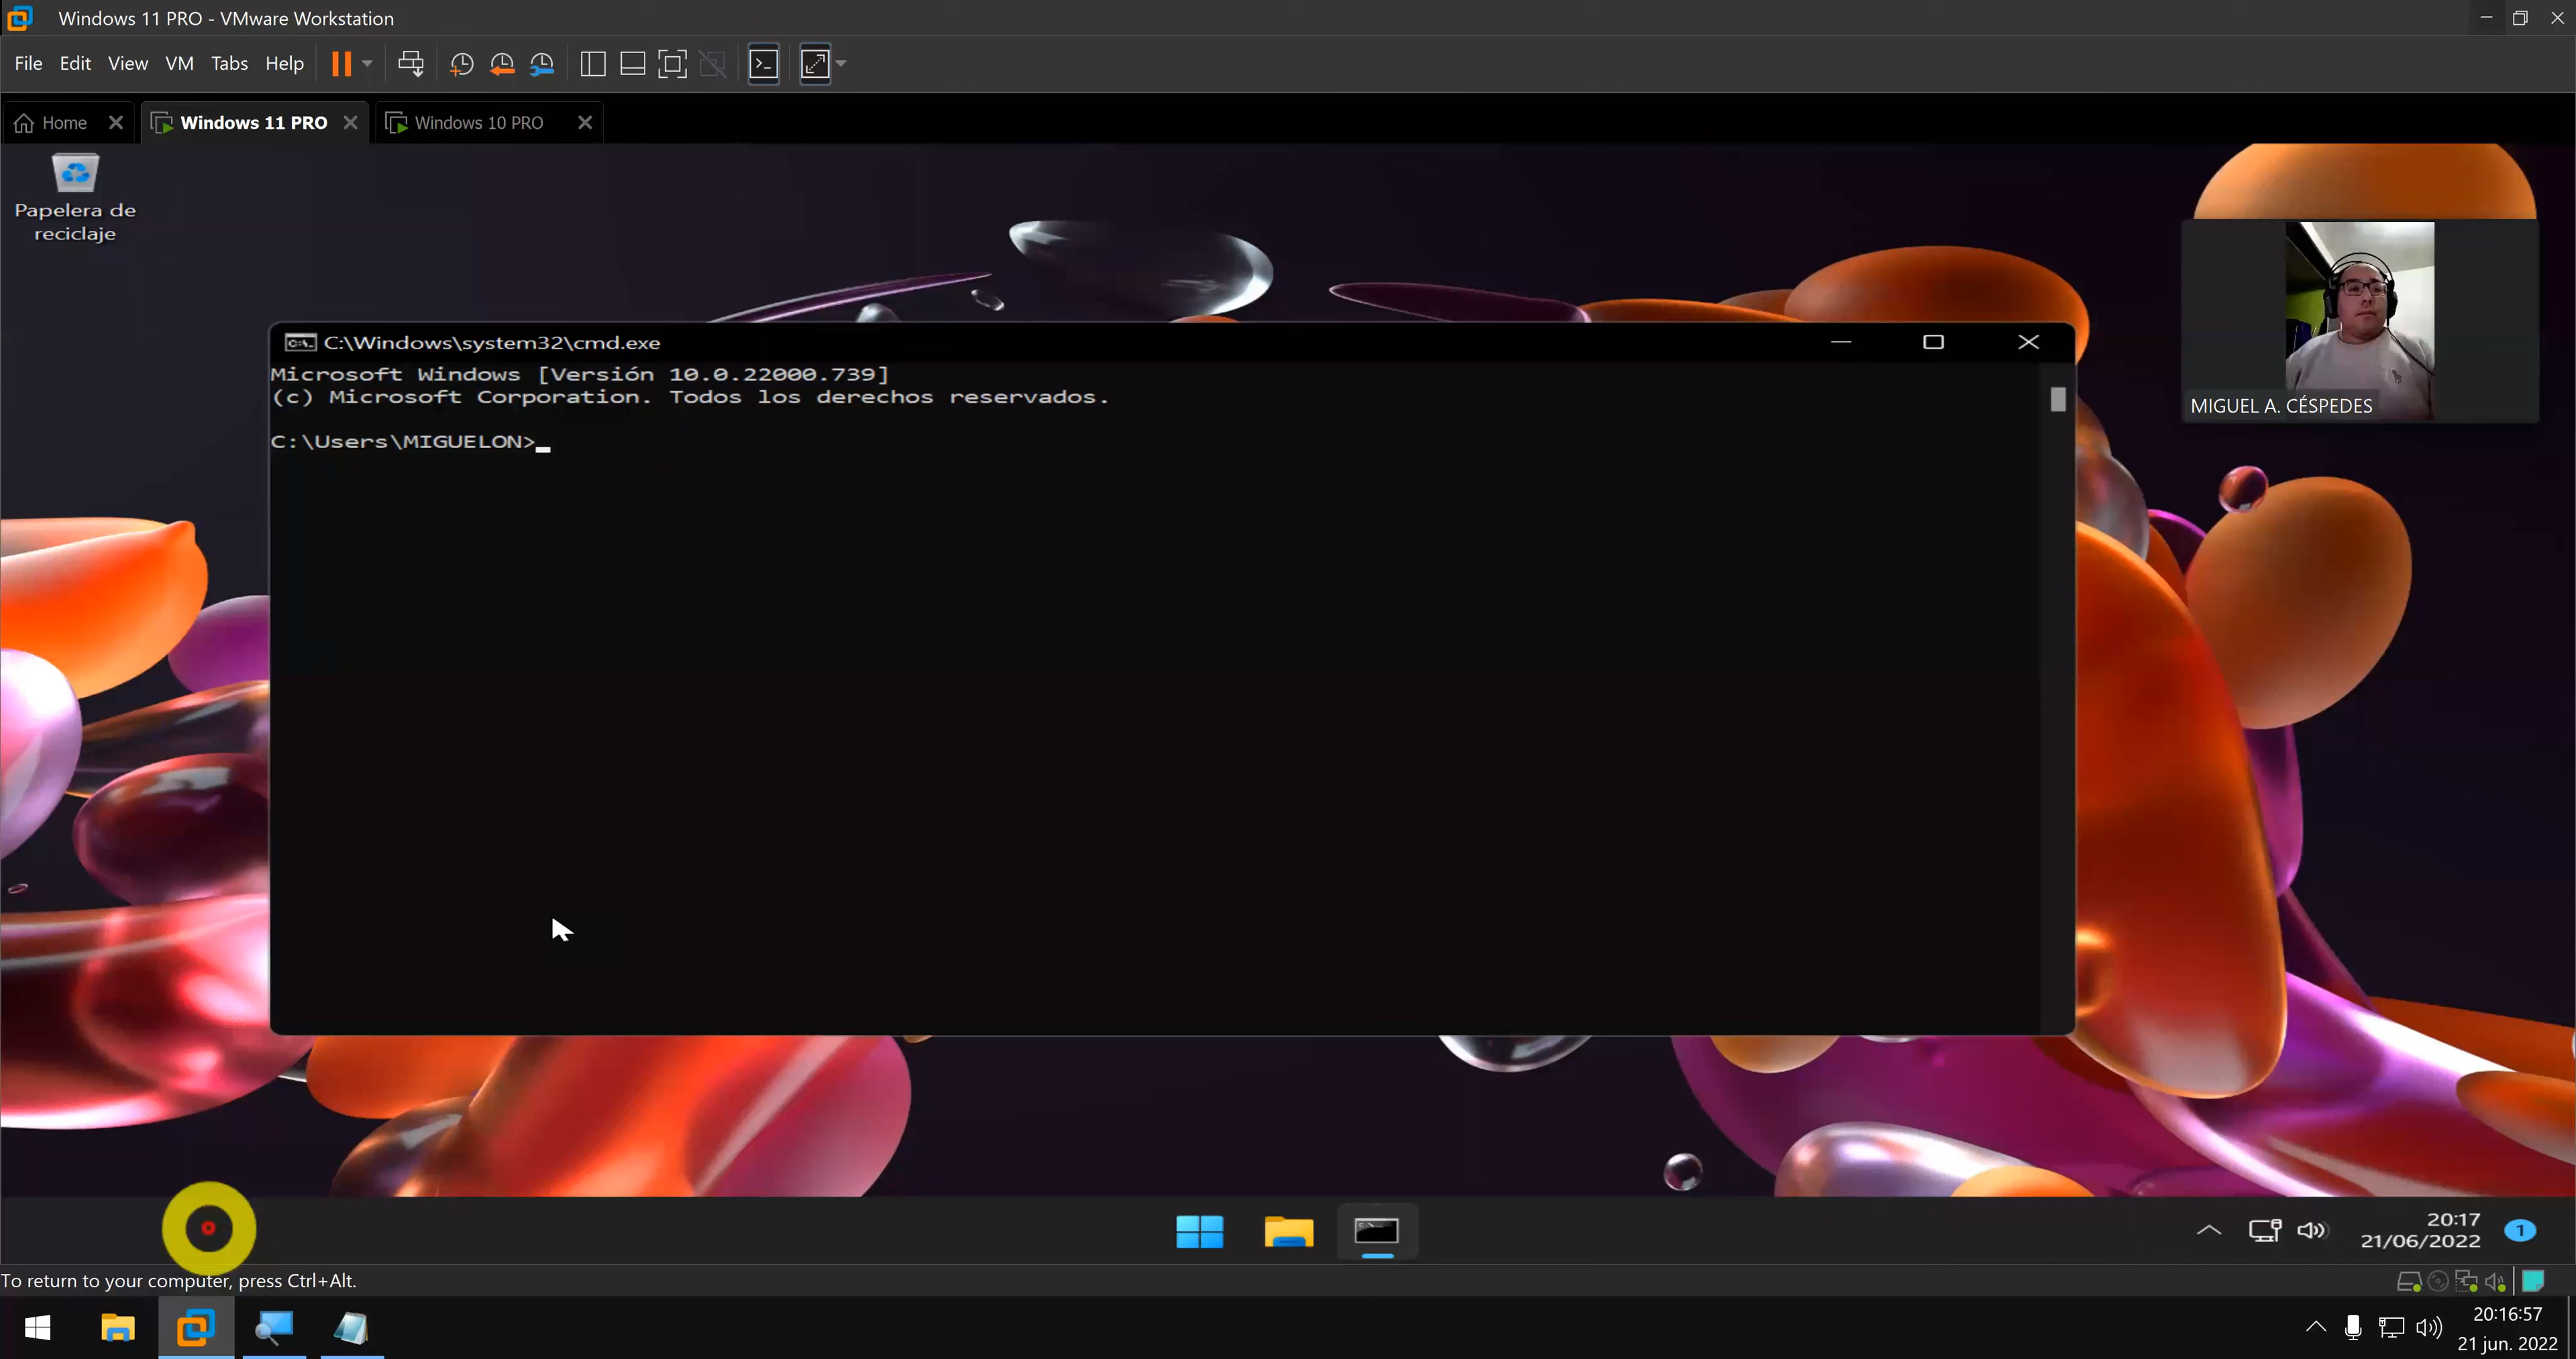 Windows 11 PRO - VMware Workstation
File Edit View VM Tabs Help
Home Windows 11 PRO Windows 10 PRO
Papelera de
reciclaje
MIGUEL A. CÉSPEDES
C:\Windows\system32\cmd.exe
Microsoft Windows [Versión 10.0.22000.739]
(c) Microsoft Corporation. Todos los derechos reservados.
C:\Users\MIGUELON>_
20:17
21/06/2022
1
To return to your computer, press Ctrl+Alt.
20:16:57
21 jun. 2022